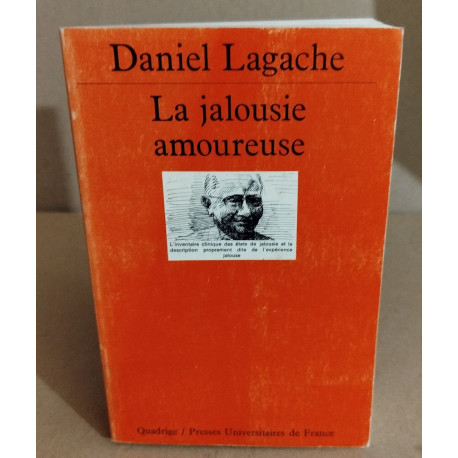 Daniel Lagache
La jalousie
amoureuse
L'inventaire clinique des états de jalousie et la
description proprement dite de l'expérience
jalouse
Quadrige / Presses Universitaires de France